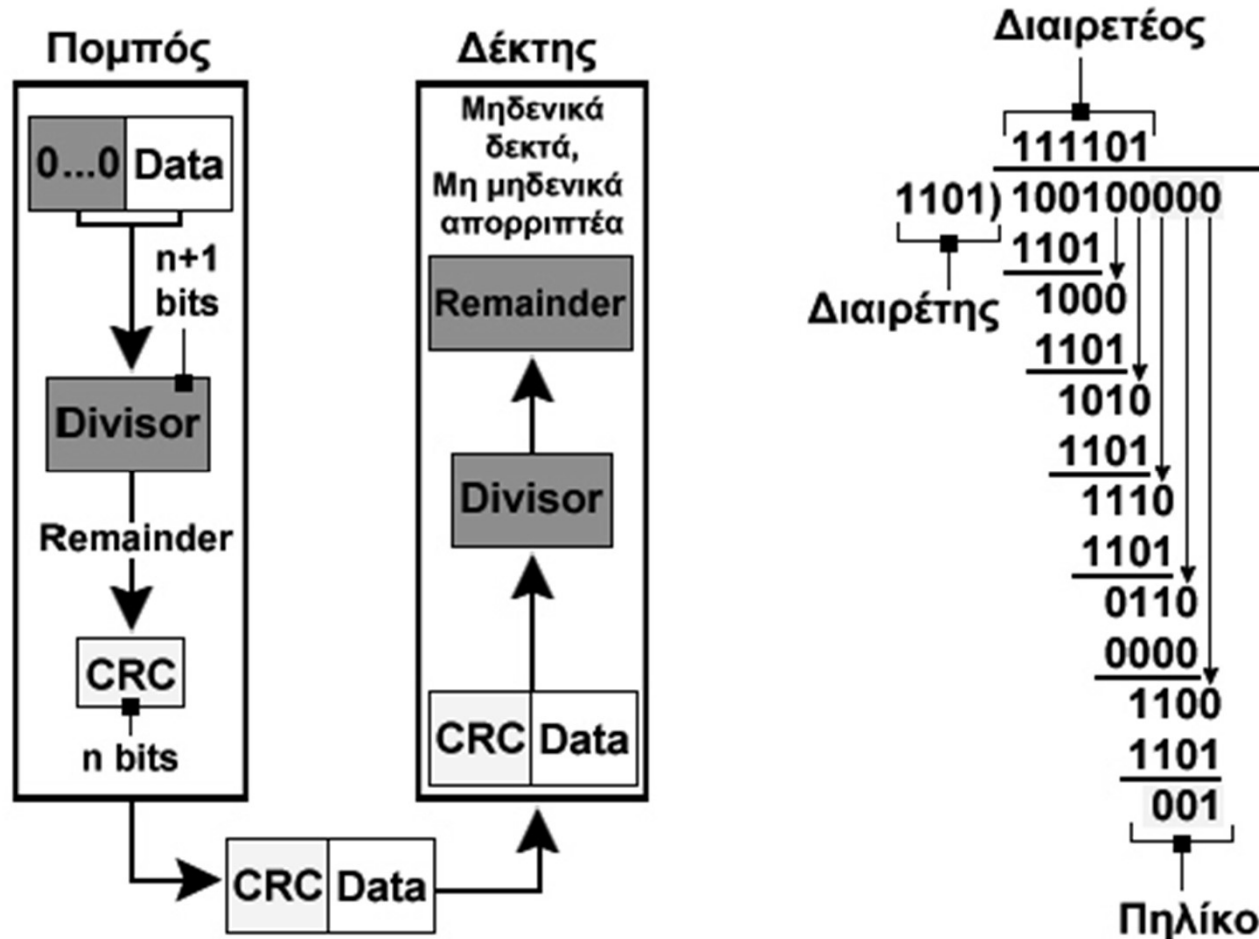 Πομπός
0...0 Data
n+1
bits
Divisor
Remainder
CRC
n bits
CRC Data
Δέκτης
Μηδενικά
δεκτά,
Μη μηδενικά
απορριπτέα
Remainder
Divisor
CRC Data
Διαιρετέος
111101
1101) 100100000
Διαιρέτης
1101
1000
1101
1010
1101
1110
1101
0110
0000
1100
1101
001
Πηλίκο